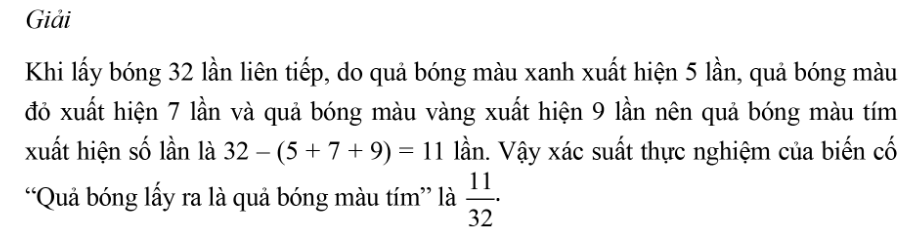 Giải
Khi lấy bóng 32 lần liên tiếp, do quả bóng màu xanh xuất hiện 5 lần, quả bóng màu
đỏ xuất hiện 7 lần và quả bóng màu vàng xuất hiện 9 lần nên quả bóng màu tím
xuất hiện số lần là 32 – (5 + 7 + 9) = 11 lần. Vậy xác suất thực nghiệm của biến cố
“Quả bóng lấy ra là quả bóng màu tím” là 11/32.